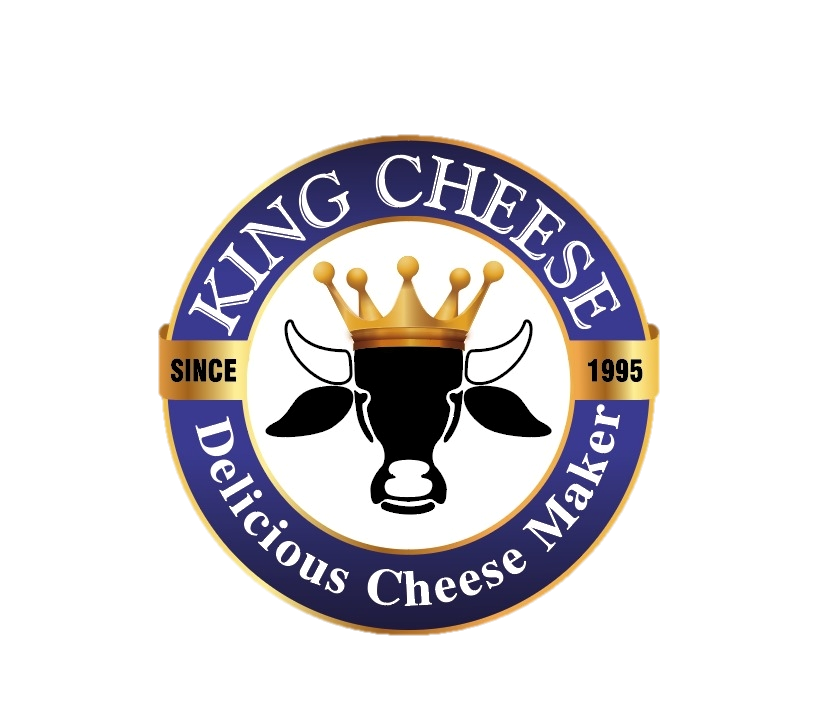 KING CHEESE
SINCE
1995
Delicious Cheese Maker